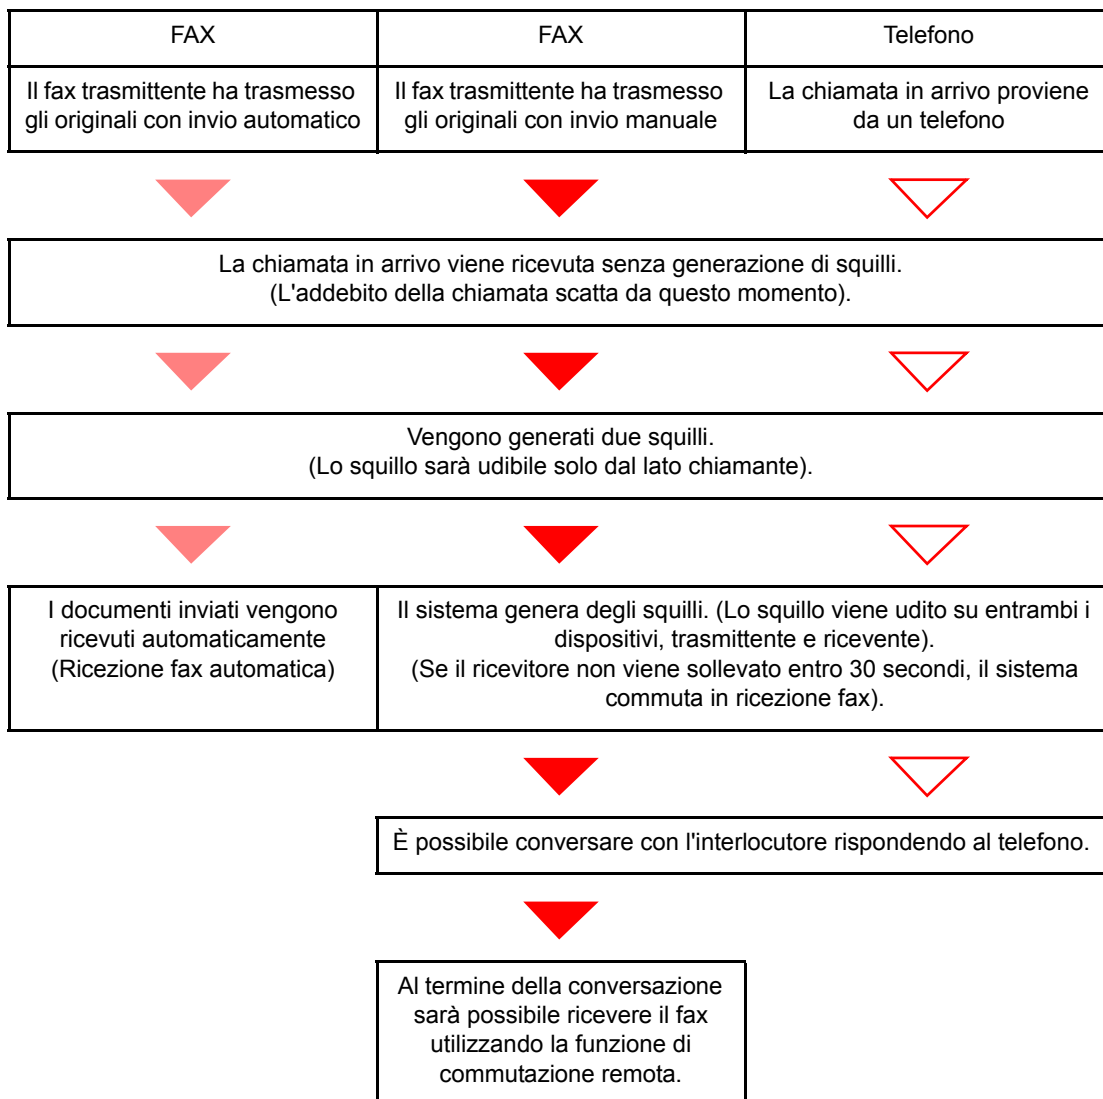 FAX
FAX
Telefono
Il fax trasmittente ha trasmesso
gli originali con invio automatico
Il fax trasmittente ha trasmesso
gli originali con invio manuale
La chiamata in arrivo proviene
da un telefono
La chiamata in arrivo viene ricevuta senza generazione di squilli.
(L'addebito della chiamata scatta da questo momento).
Vengono generati due squilli.
(Lo squillo sarà udibile solo dal lato chiamante).
I documenti inviati vengono
ricevuti automaticamente
(Ricezione fax automatica)
Il sistema genera degli squilli. (Lo squillo viene udito su entrambi i
dispositivi, trasmittente e ricevente).
(Se il ricevitore non viene sollevato entro 30 secondi, il sistema
commuta in ricezione fax).
È possibile conversare con l'interlocutore rispondendo al telefono.
Al termine della conversazione
sarà possibile ricevere il fax
utilizzando la funzione di
commutazione remota.